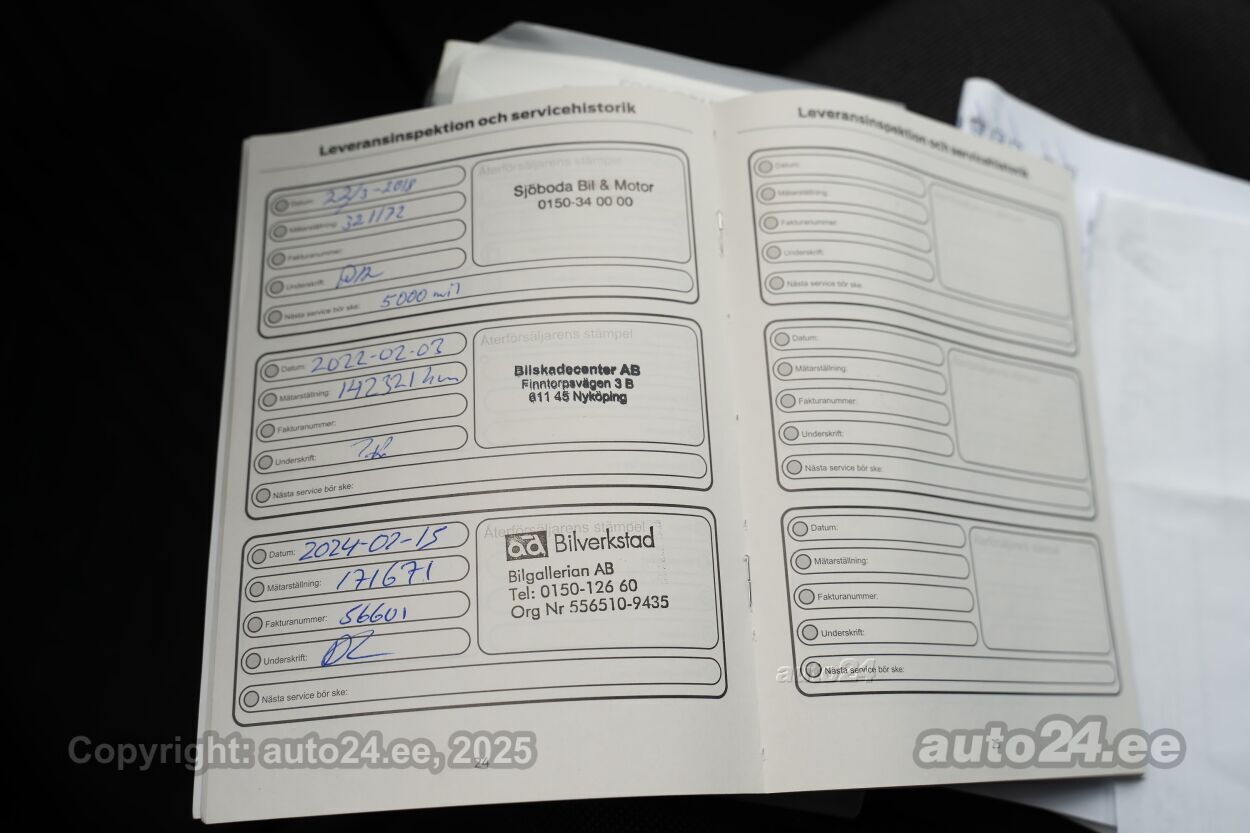 Leveransinspektion och servicehistorik
Datum: 22/3-2018
Mätarställning:
Fakturanummer:
Underskrift:
Nästa service bör ske: 5000 mil
Återförsäljarens stämpel
Sjöboda Bil & Motor
0150-34 00 00
Datum: 2022-02-03
Mätarställning: 142321 km
Fakturanummer:
Underskrift:
Nästa service bör ske:
Återförsäljarens stämpel
Bilskadecenter AB
Finntorpsvägen 3 B
611 45 Nyköping
Datum: 2024-02-15
Mätarställning: 171671
Fakturanummer: 56601
Underskrift:
Nästa service bör ske:
Återförsäljarens stämpel
ad Bilverkstad
Bilgallerian AB
Tel: 0150-126 60
Org Nr 556510-9435
24
Leveransinspektion och servicehistorik
Datum:
Mätarställning:
Fakturanummer:
Underskrift:
Nästa service bör ske:
Datum:
Mätarställning:
Fakturanummer:
Underskrift:
Nästa service bör ske:
Datum:
Mätarställning:
Fakturanummer:
Underskrift:
Nästa service bör ske:
auto24
Copyright: auto24.ee, 2025
auto24.ee